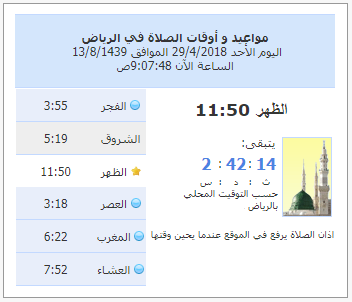 مواعيد و أوقات الصلاة في الرياض
اليوم الأحد 29/4/2018 الموافق 13/8/1439
الساعة الآن 9:07:48ص
الظهر 11:50
يتبقى:
2 : 42 : 14
س : د : ث
حسب التوقيت المحلي
بالرياض
اذان الصلاة يرفع في الموقع عندما يحين وقتها
الفجر 3:55
الشروق 5:19
الظهر 11:50
العصر 3:18
المغرب 6:22
العشاء 7:52